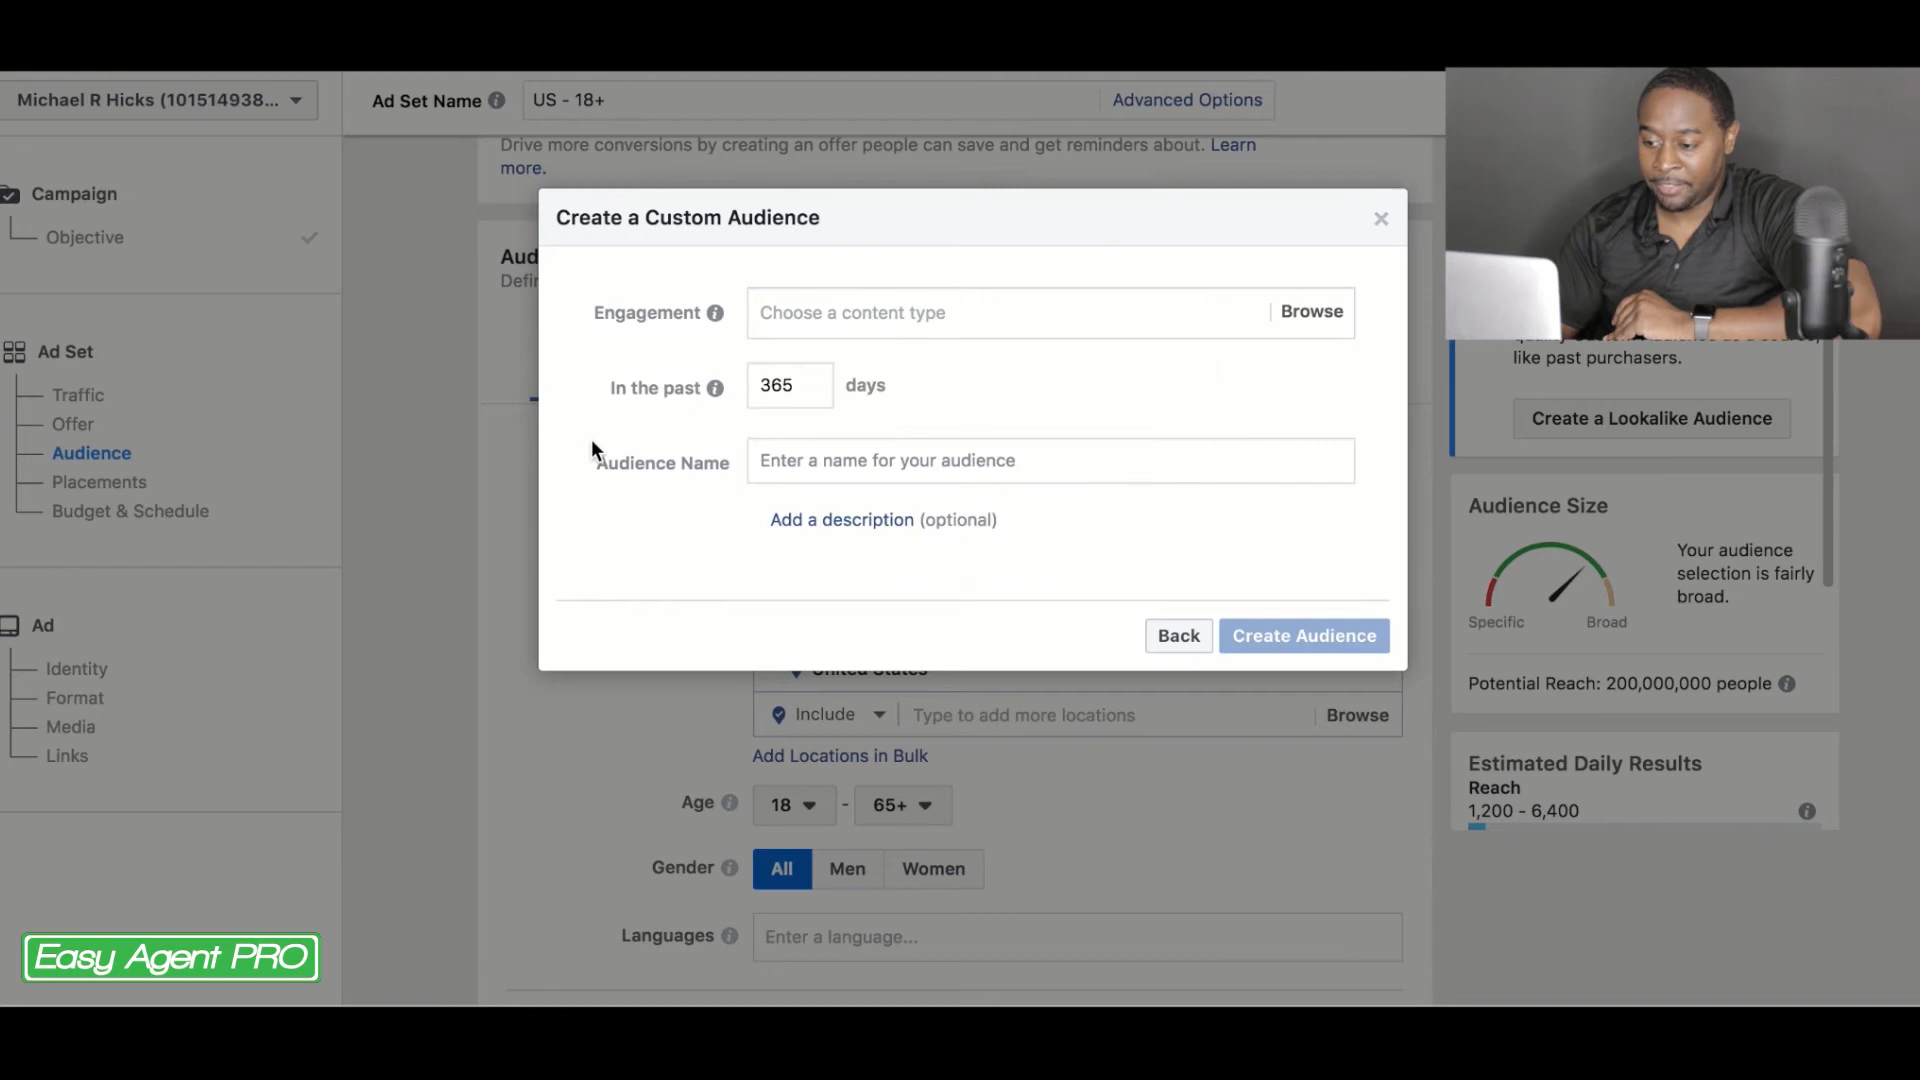 Michael R Hicks (101514938...
Ad Set Name
US - 18+
Advanced Options
Drive more conversions by creating an offer people can save and get reminders about. Learn
more.
Campaign
Objective
Ad Set
Traffic
Offer
Audience
Placements
Budget & Schedule
Ad
Identity
Format
Media
Links
Easy Agent PRO
Aud
Defi
Create a Custom Audience
×
Engagement
Choose a content type
Browse
In the past
365
days
Audience Name
Enter a name for your audience
Add a description (optional)
Back
Create Audience
United States
Include
Type to add more locations
Browse
Add Locations in Bulk
Age
18
-
65+
Gender
All
Men
Women
Languages
Enter a language...
like past purchasers.
Create a Lookalike Audience
Audience Size
Your audience
selection is fairly
broad.
Specific
Broad
Potential Reach: 200,000,000 people
Estimated Daily Results
Reach
1,200 - 6,400